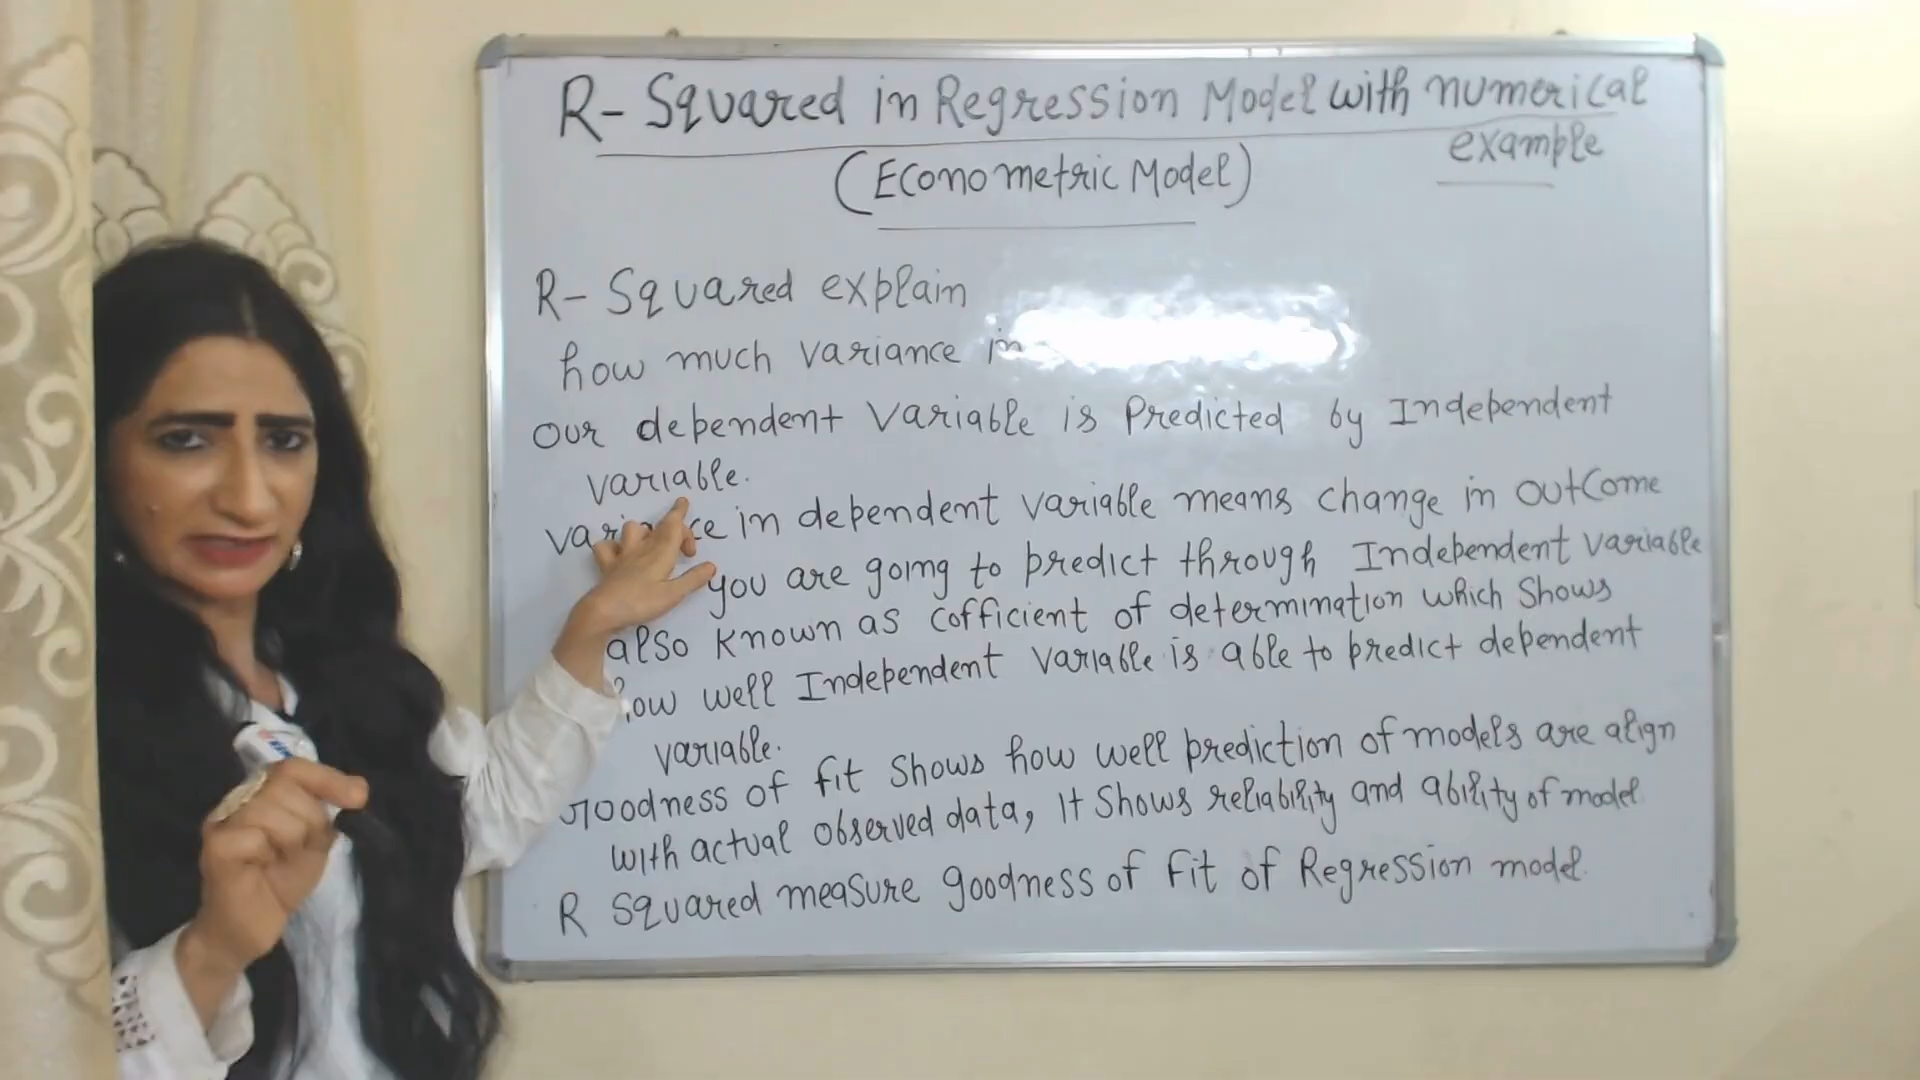 R- Squared in Regression Model with numerical
example
(Econometric Model)
R- Squared explain
how much variance in
our dependent variable is Predicted by Independent
variable.
in dependent variable means change in outcome
you are going to predict through Independent variable
also known as cofficient of determination which shows
how well Independent variable is able to predict dependent
variable.
Goodness of fit shows how well prediction of models are align
with actual observed data, It shows reliability and ability of model
R squared measure goodness of fit of Regression model.